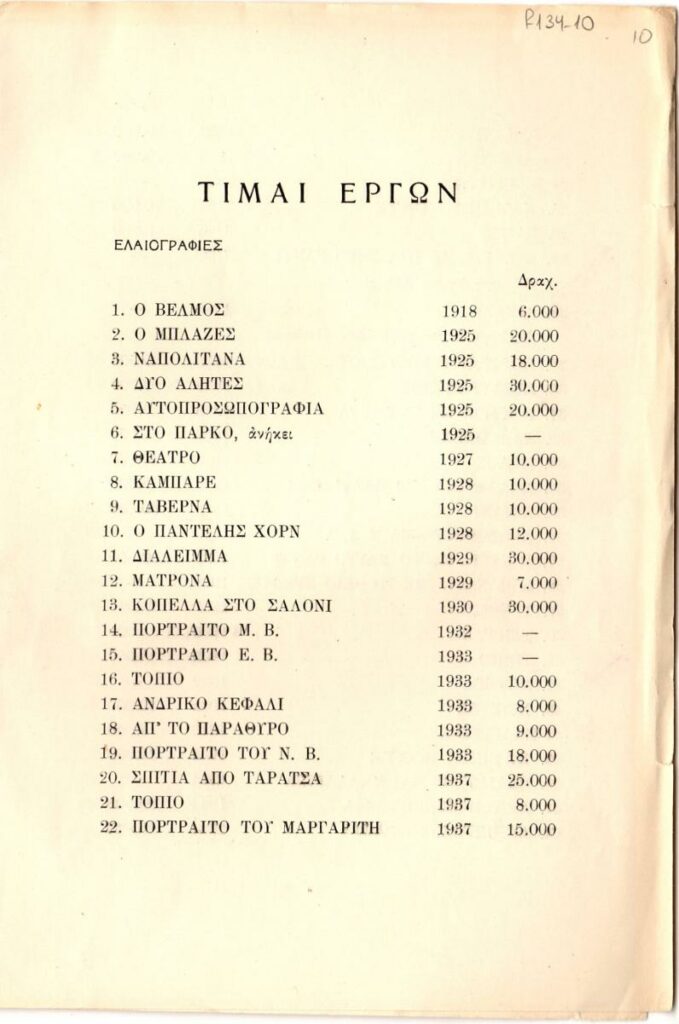 P134-10
10
ΤΙΜΑΙ ΕΡΓΩΝ
ΕΛΑΙΟΓΡΑΦΙΕΣ
Δραχ.
1. Ο ΒΕΛΜΟΣ 1918 6.000
2. Ο ΜΠΛΑΖΕΣ 1925 20.000
3. ΝΑΠΟΛΙΤΑΝΑ 1925 18.000
4. ΔΥΟ ΑΛΗΤΕΣ 1925 30.000
5. ΑΥΤΟΠΡΟΣΩΠΟΓΡΑΦΙΑ 1925 20.000
6. ΣΤΟ ΠΑΡΚΟ, ἀνήκει 1925 —
7. ΘΕΑΤΡΟ 1927 10.000
8. ΚΑΜΠΑΡΕ 1928 10.000
9. ΤΑΒΕΡΝΑ 1928 10.000
10. Ο ΠΑΝΤΕΛΗΣ ΧΟΡΝ 1928 12.000
11. ΔΙΑΛΕΙΜΜΑ 1929 30.000
12. ΜΑΤΡΟΝΑ 1929 7.000
13. ΚΟΠΕΛΛΑ ΣΤΟ ΣΑΛΟΝΙ 1930 30.000
14. ΠΟΡΤΡΑΙΤΟ Μ. Β. 1932 —
15. ΠΟΡΤΡΑΙΤΟ Ε. Β. 1933 —
16. ΤΟΠΙΟ 1933 10.000
17. ΑΝΔΡΙΚΟ ΚΕΦΑΛΙ 1933 8.000
18. ΑΠ' ΤΟ ΠΑΡΑΘΥΡΟ 1933 9.000
19. ΠΟΡΤΡΑΙΤΟ ΤΟΥ Ν. Β. 1933 18.000
20. ΣΠΙΤΙΑ ΑΠΟ ΤΑΡΑΤΣΑ 1937 25.000
21. ΤΟΠΙΟ 1937 8.000
22. ΠΟΡΤΡΑΙΤΟ ΤΟΥ ΜΑΡΓΑΡΙΤΗ 1937 15.000